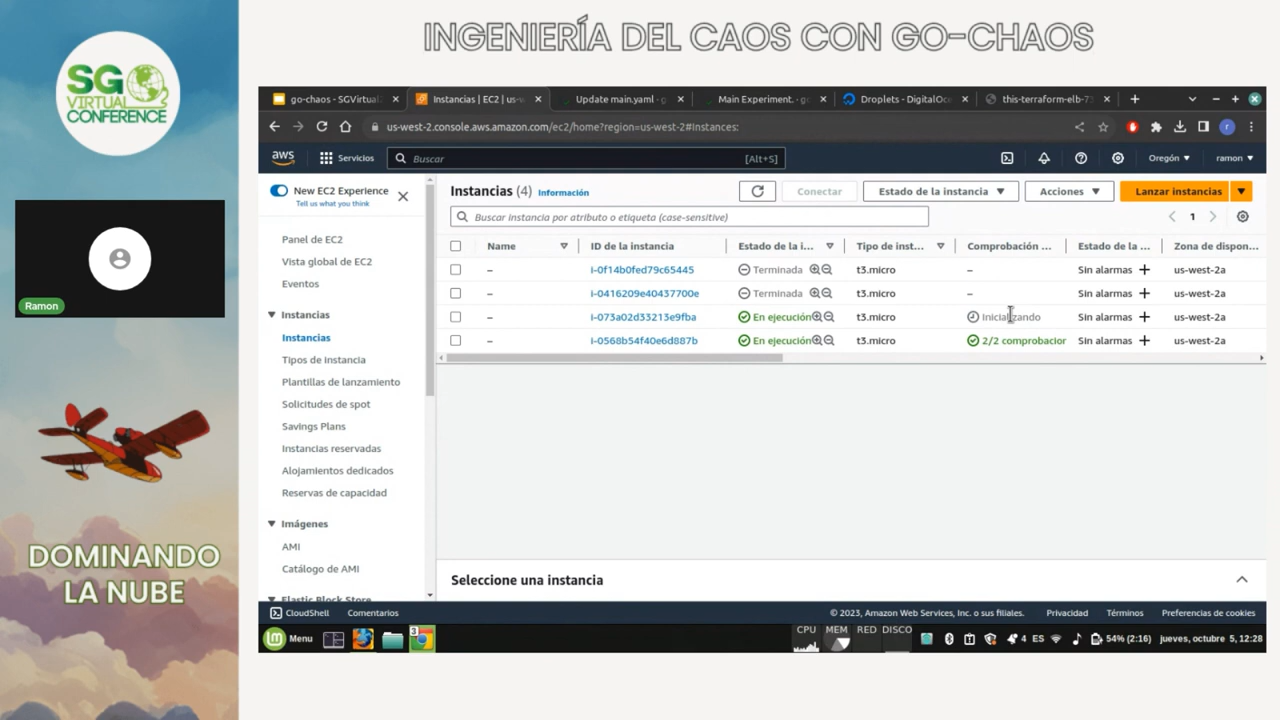 INGENIERÍA DEL CAOS CON GO-CHAOS
SG
VIRTUAL
CONFERENCE
Ramon
DOMINANDO
LA NUBE
go-chaos - SGVirtual
Instancias | EC2 | us-w
Update main.yaml - g
Main Experiment. - g
Droplets - DigitalOce
this-terraform-elb-7
us-west-2.console.aws.amazon.com/ec2/home?region=us-west-2#Instances:
aws
Servicios
Buscar
[Alt+S]
Oregón
ramon
New EC2 Experience
Tell us what you think
Panel de EC2
Vista global de EC2
Eventos
Instancias
Instancias
Tipos de instancia
Plantillas de lanzamiento
Solicitudes de spot
Savings Plans
Instancias reservadas
Alojamientos dedicados
Reservas de capacidad
Imágenes
AMI
Catálogo de AMI
Elastic Block Store
Instancias (4) Información
Conectar
Estado de la instancia
Acciones
Lanzar instancias
Buscar instancia por atributo o etiqueta (case-sensitive)
1
Name ID de la instancia Estado de la i... Tipo de inst... Comprobación ... Estado de la ... Zona de dispon...
– i-0f14b0fed79c65445 Terminada t3.micro – Sin alarmas + us-west-2a
– i-0416209e40437700e Terminada t3.micro – Sin alarmas + us-west-2a
– i-073a02d33213e9fba En ejecución t3.micro Inicializando Sin alarmas + us-west-2a
– i-0568b54f40e6d887b En ejecución t3.micro 2/2 comprobacior Sin alarmas + us-west-2a
Seleccione una instancia
CloudShell Comentarios © 2023, Amazon Web Services, Inc. o sus filiales. Privacidad Términos Preferencias de cookies
Menu 3 CPU MEM RED DISCO 4 ES 54% (2:16) jueves, octubre 5, 12:28